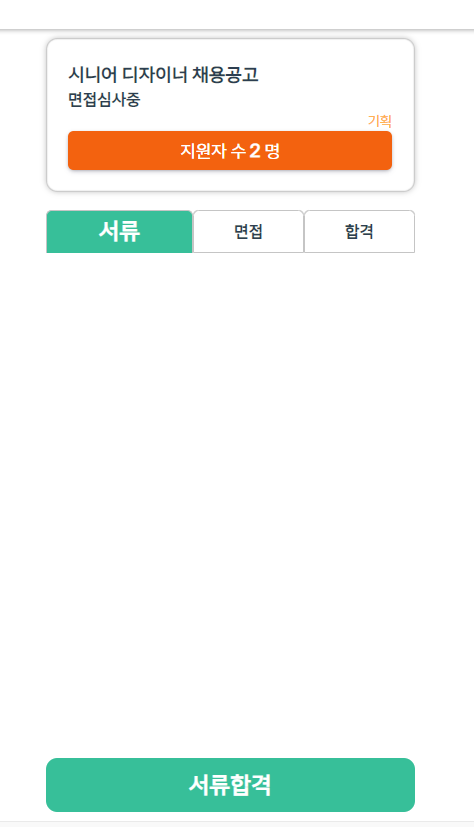 시니어 디자이너 채용공고
면접심사중
기획
지원자 수 2 명
서류 면접 합격
서류합격